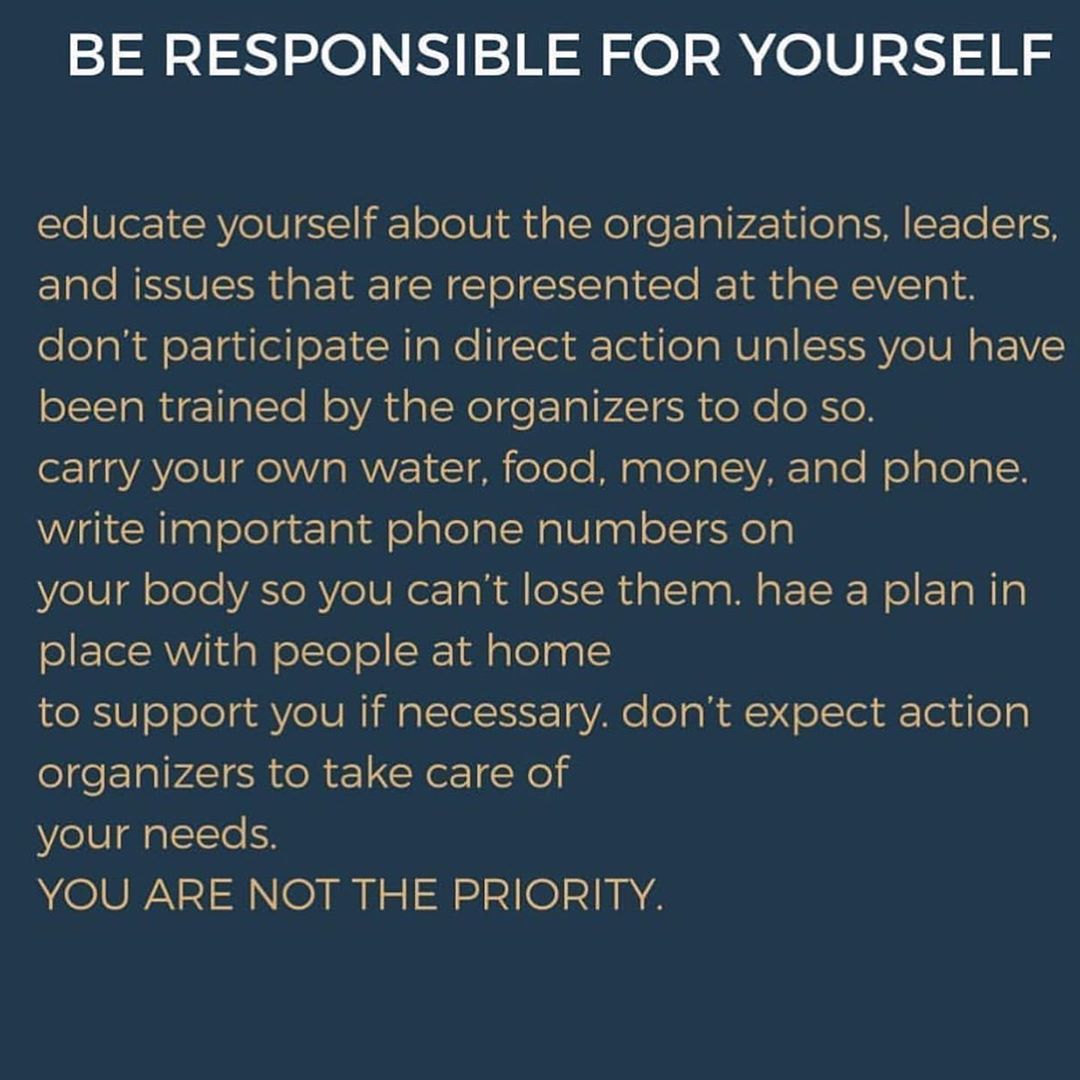 BE RESPONSIBLE FOR YOURSELF
educate yourself about the organizations, leaders,
and issues that are represented at the event.
don't participate in direct action unless you have
been trained by the organizers to do so.
carry your own water, food, money, and phone.
write important phone numbers on
your body so you can't lose them. hae a plan in
place with people at home
to support you if necessary. don't expect action
organizers to take care of
your needs.
YOU ARE NOT THE PRIORITY.